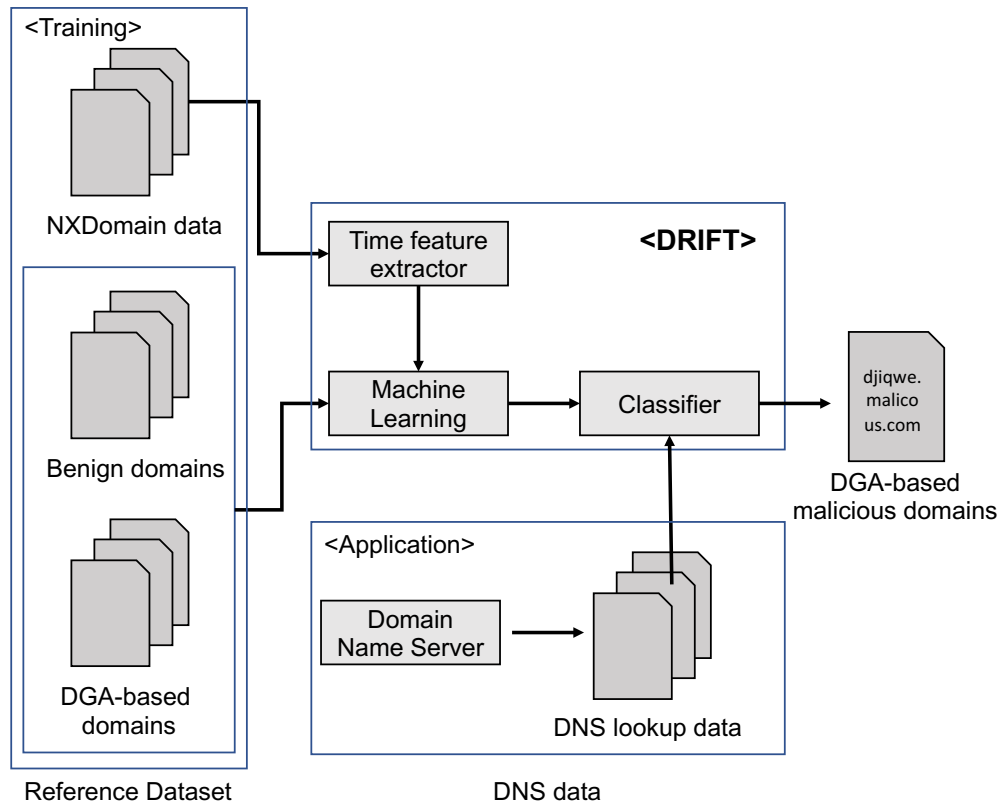 <Training>
NXDomain data
Benign domains
DGA-based
domains
Reference Dataset
<DRIFT>
Time feature
extractor
Machine
Learning
Classifier
djiqwe.
malico
us.com
DGA-based
malicious domains
<Application>
Domain
Name Server
DNS lookup data
DNS data